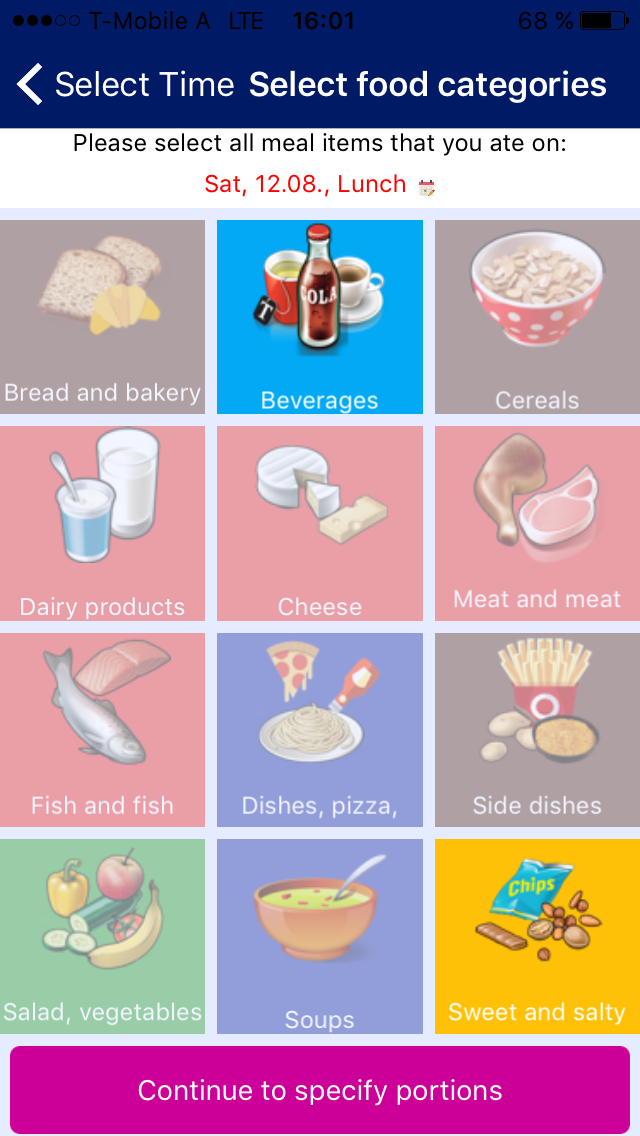 T-Mobile A LTE 16:01 68 %
Select Time Select food categories
Please select all meal items that you ate on:
Sat, 12.08., Lunch
COLA
T
Bread and bakery
Beverages
Cereals
Dairy products
Cheese
Meat and meat
Fish and fish
Dishes, pizza,
Side dishes
Chips
Salad, vegetables
Soups
Sweet and salty
Continue to specify portions